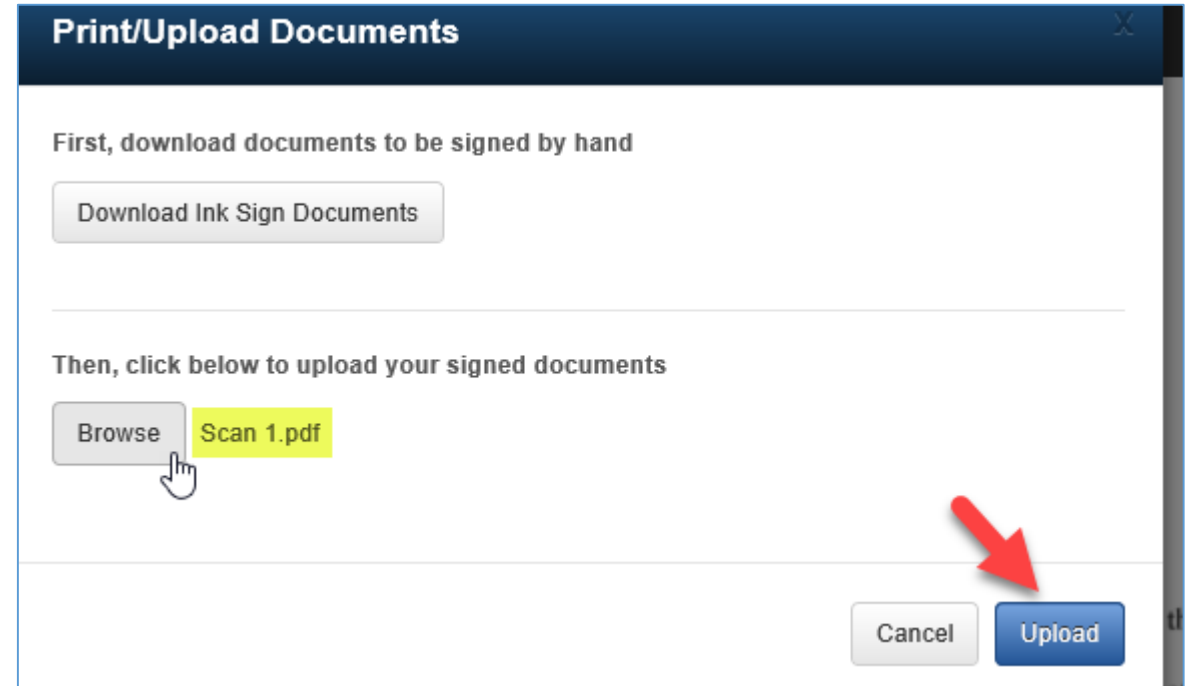 Print/Upload Documents X
First, download documents to be signed by hand
Download Ink Sign Documents
Then, click below to upload your signed documents
Browse Scan 1.pdf
Cancel Upload